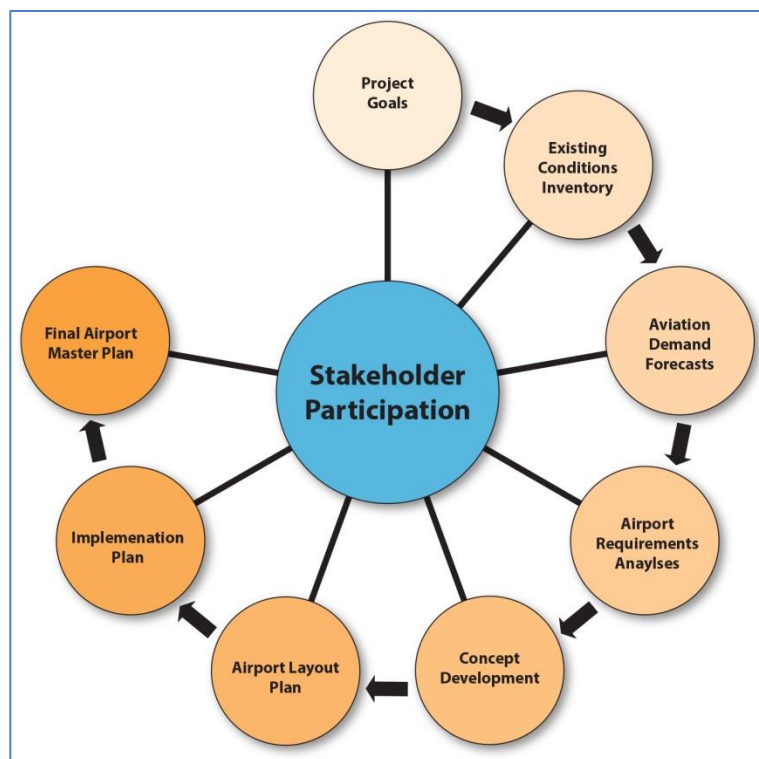 Project
Goals
Existing
Conditions
Inventory
Aviation
Demand
Forecasts
Airport
Requirements
Anaylses
Concept
Development
Airport Layout
Plan
Implemenation
Plan
Final Airport
Master Plan
Stakeholder
Participation